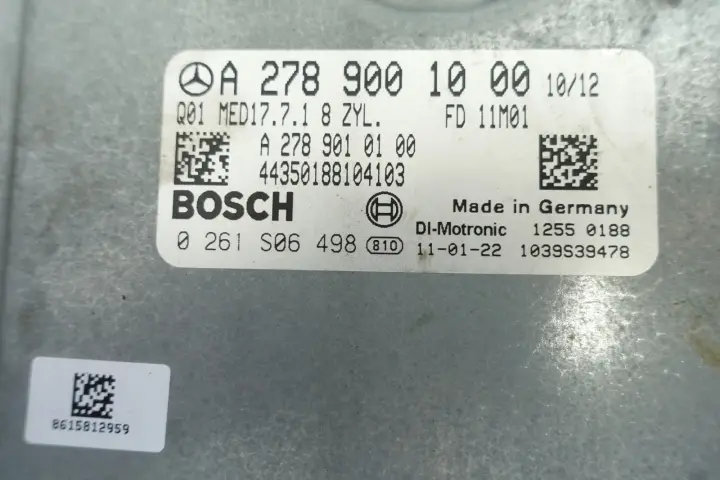 A 278 900 10 00 10/12
Q01 MED17.7.1 8 ZYL. FD 11M01
A 278 901 01 00
44350188104103
BOSCH
Made in Germany
DI-Motronic 1255 0188
0 261 S06 498 810 11-01-22 1039S39478
8615812959